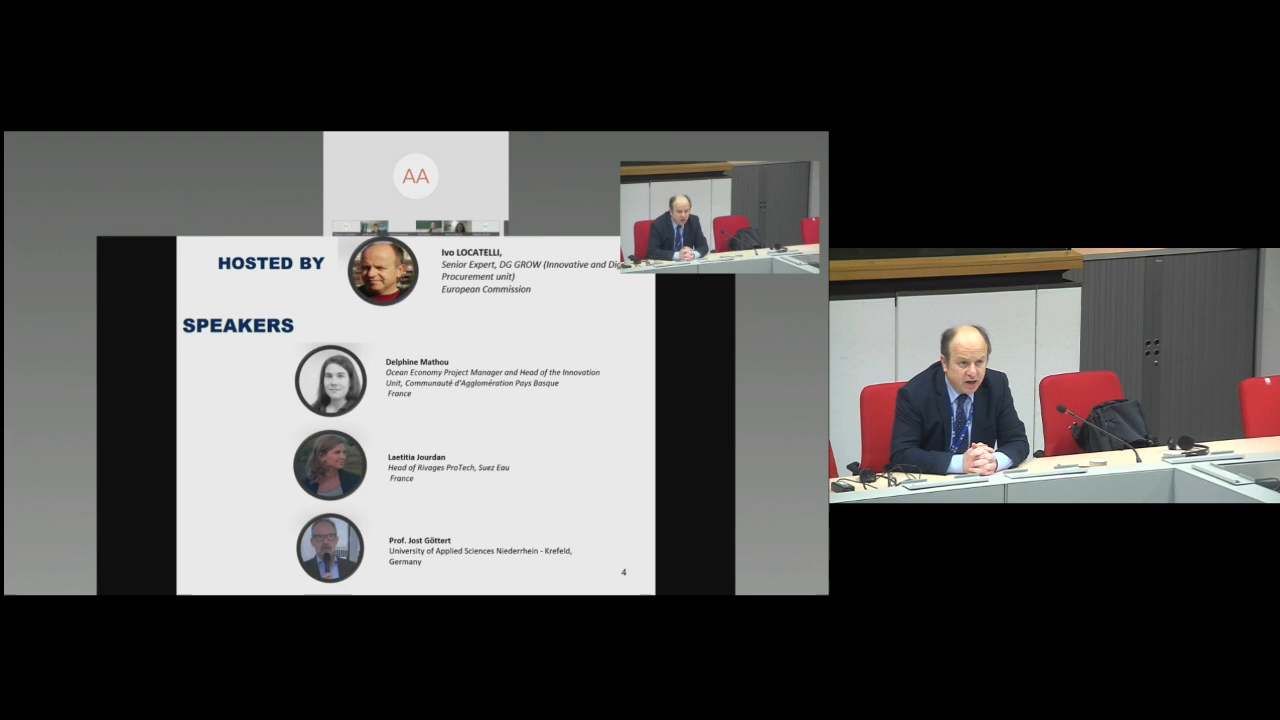 AA
HOSTED BY
Ivo LOCATELLI,
Senior Expert, DG GROW (Innovative and Dig
Procurement unit)
European Commission
SPEAKERS
Delphine Mathou
Ocean Economy Project Manager and Head of the Innovation
Unit, Communauté d'Agglomération Pays Basque
France
Laetitia Jourdan
Head of Rivages ProTech, Suez Eau
France
Prof. Jost Göttert
University of Applied Sciences Niederrhein - Krefeld,
Germany
4